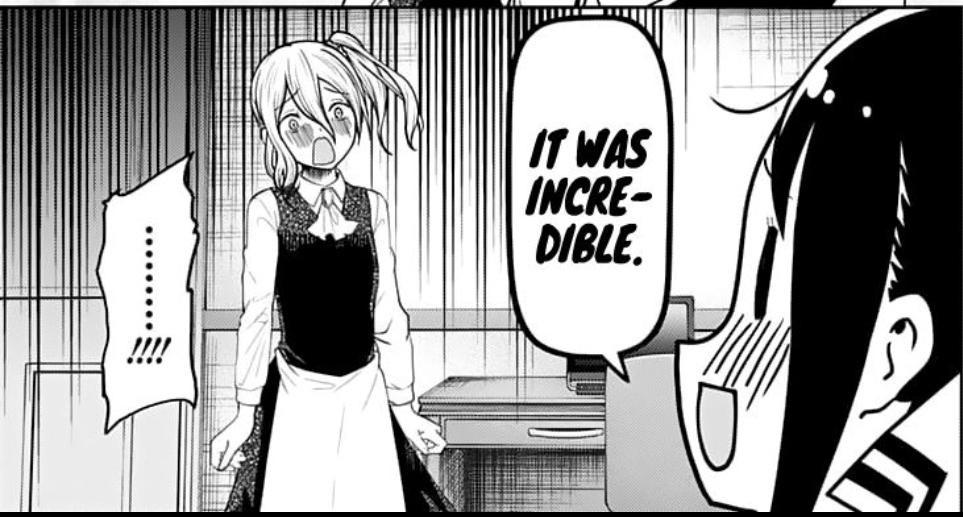 IT WAS
INCRE-
DIBLE.
.........!!!!